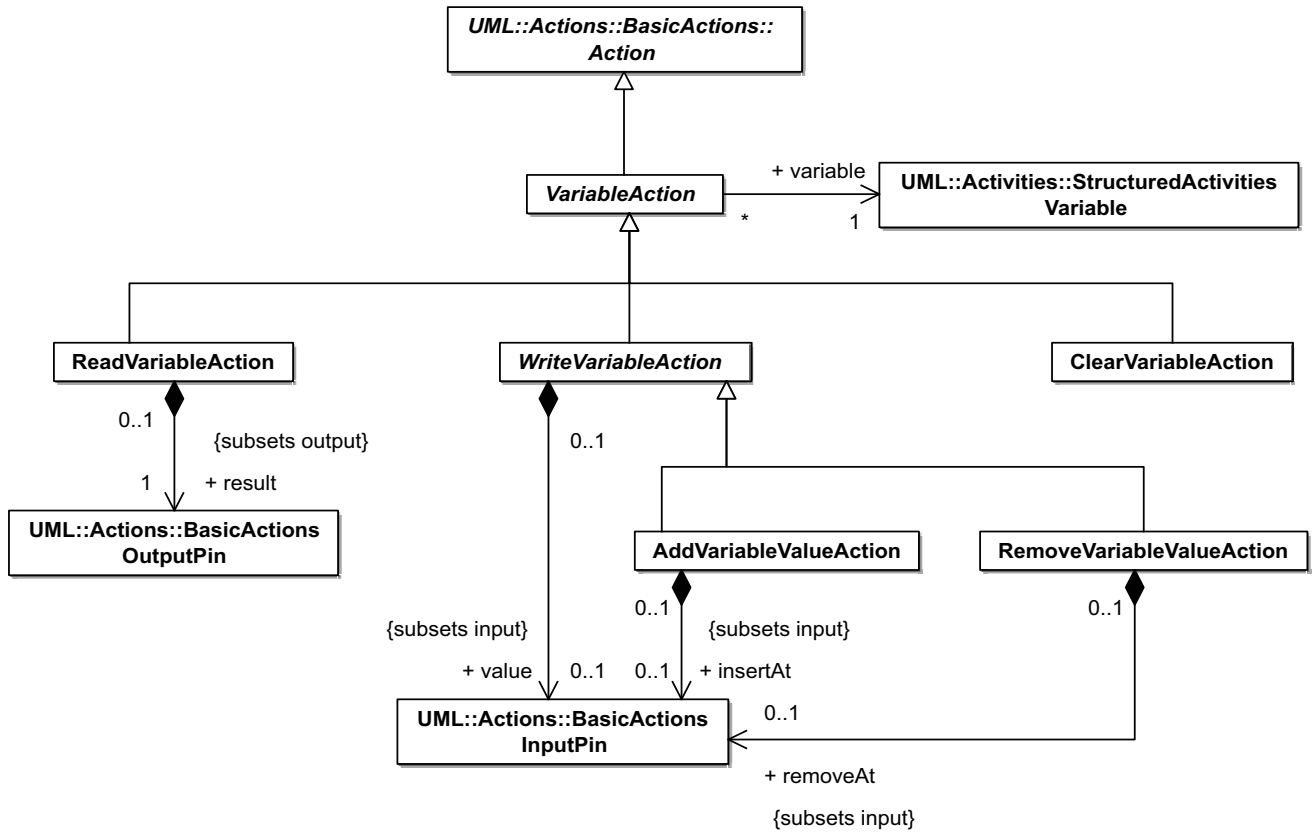 UML::Actions::BasicActions::
Action
+ variable
UML::Activities::StructuredActivities
Variable
VariableAction
*
1
ReadVariableAction
WriteVariableAction
ClearVariableAction
0..1
{subsets output}
0..1
1
+ result
UML::Actions::BasicActions
OutputPin
AddVariableValueAction
RemoveVariableValueAction
0..1
0..1
{subsets input}
{subsets input}
+ value
0..1
0..1
+ insertAt
UML::Actions::BasicActions
InputPin
0..1
+ removeAt
{subsets input}